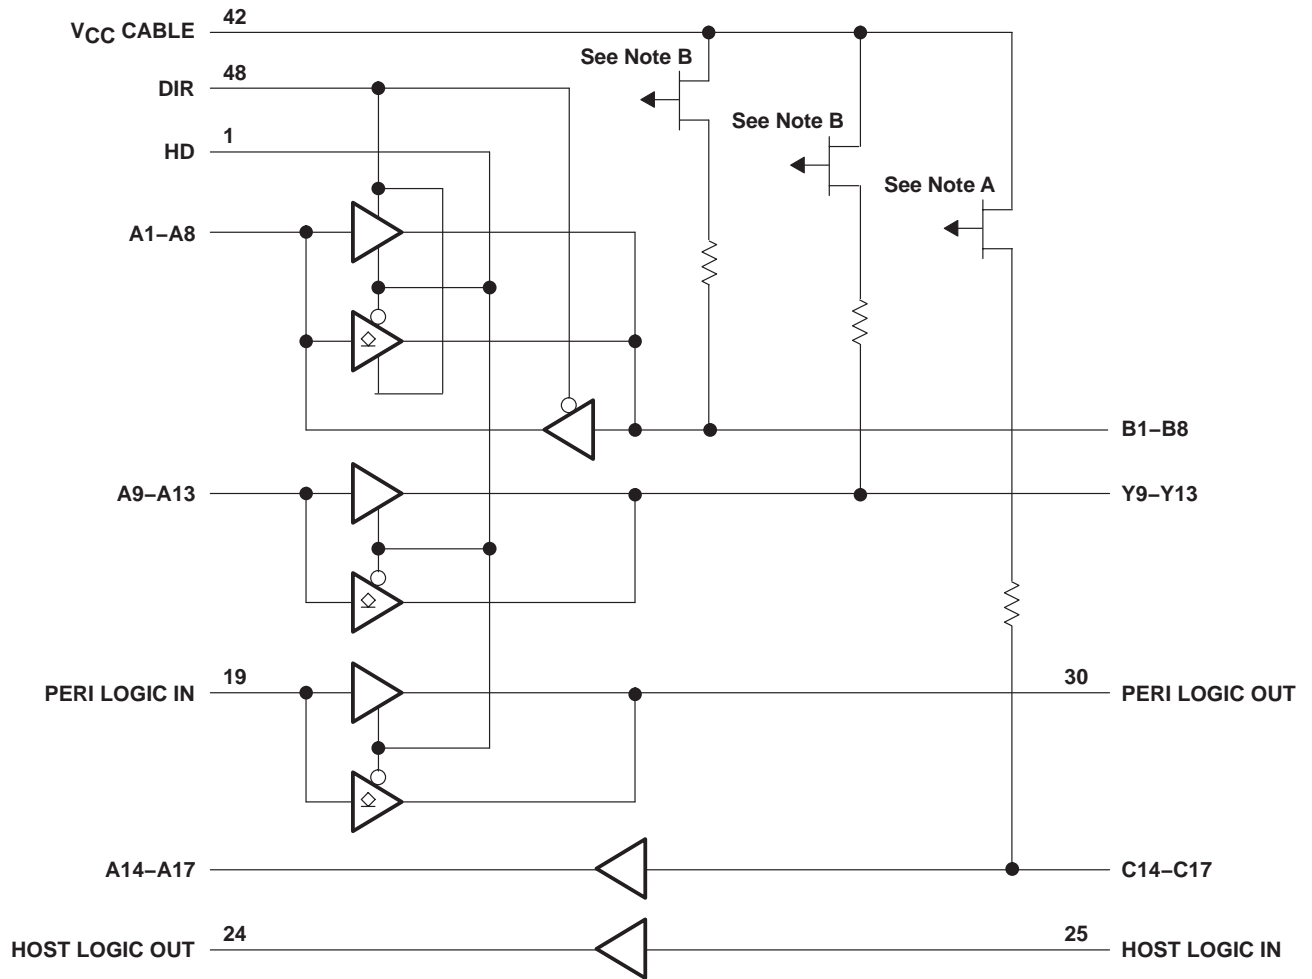 VCC CABLE 42
See Note B
DIR 48
See Note B
HD 1
See Note A
A1–A8
B1–B8
A9–A13 Y9–Y13
PERI LOGIC IN 19 30 PERI LOGIC OUT
A14–A17 C14–C17
HOST LOGIC OUT 24 25 HOST LOGIC IN